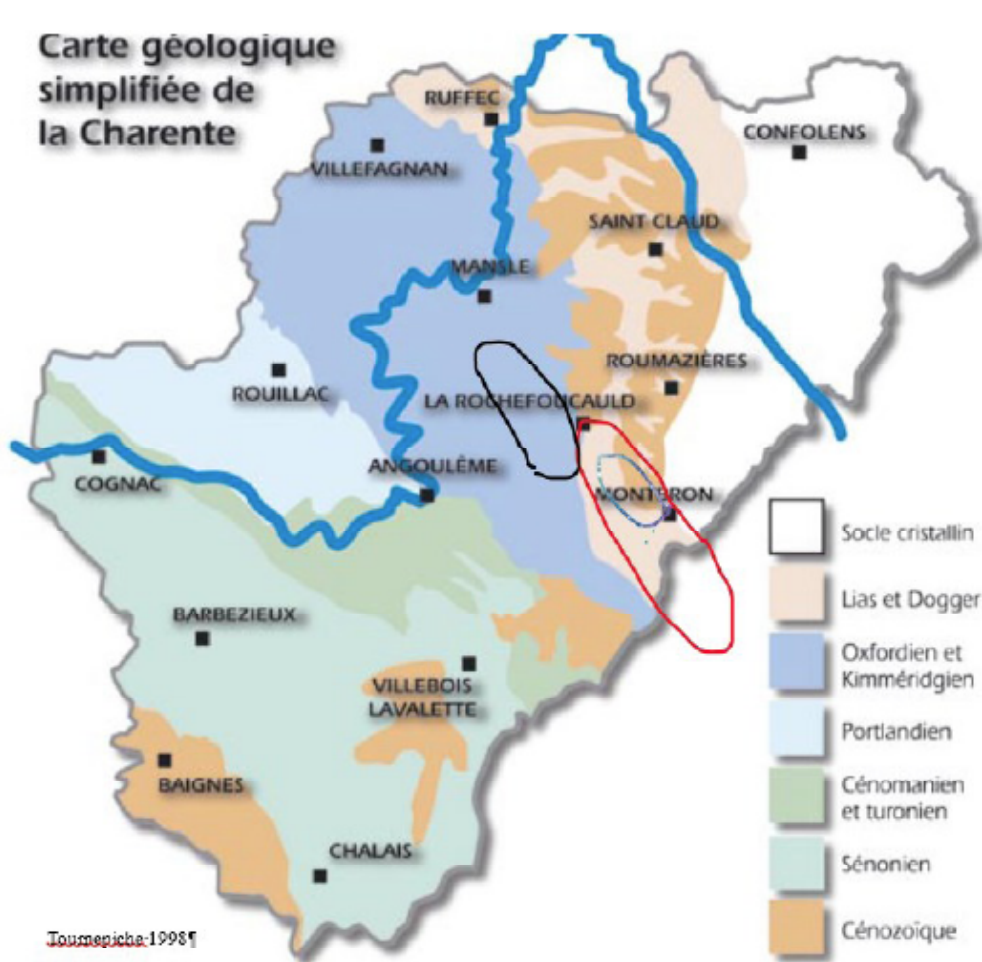 Carte géologique
simplifiée de
la Charente
RUFFEC
CONFOLENS
VILLEFAGNAN
SAINT CLAUD
MANSLE
ROUMAZIÈRES
ROUILLAC
LA ROCHEFOUCAULD
ANGOULÊME
COGNAC
MONTBRON
BARBEZIEUX
VILLEBOIS
LAVALETTE
BAIGNES
CHALAIS
Socle cristallin
Lias et Dogger
Oxfordien et
Kimméridgien
Portlandien
Cénomanien
et turonien
Sénonien
Cénozoïque
Tournepiche·1998¶